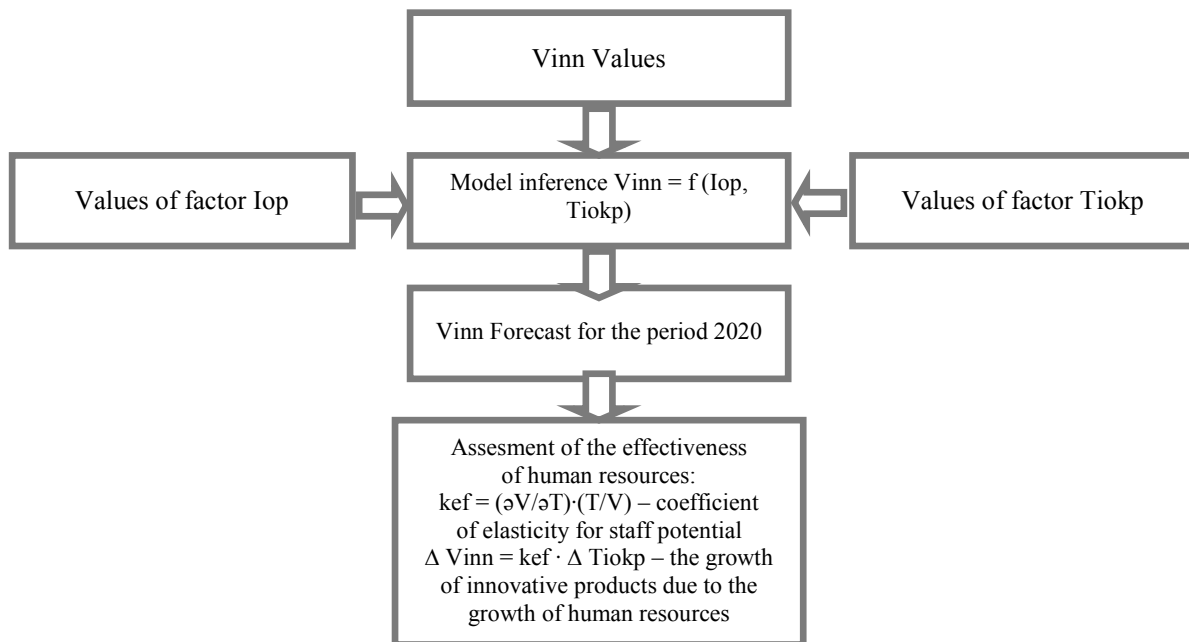 Vinn Values
Values of factor Iop
Model inference Vinn = f (Iop,
Tiokp)
Values of factor Tiokp
Vinn Forecast for the period 2020
Assesment of the effectiveness
of human resources:
kef = (əV/əT)·(T/V) – coefficient
of elasticity for staff potential
Δ Vinn = kef · Δ Tiokp – the growth
of innovative products due to the
growth of human resources